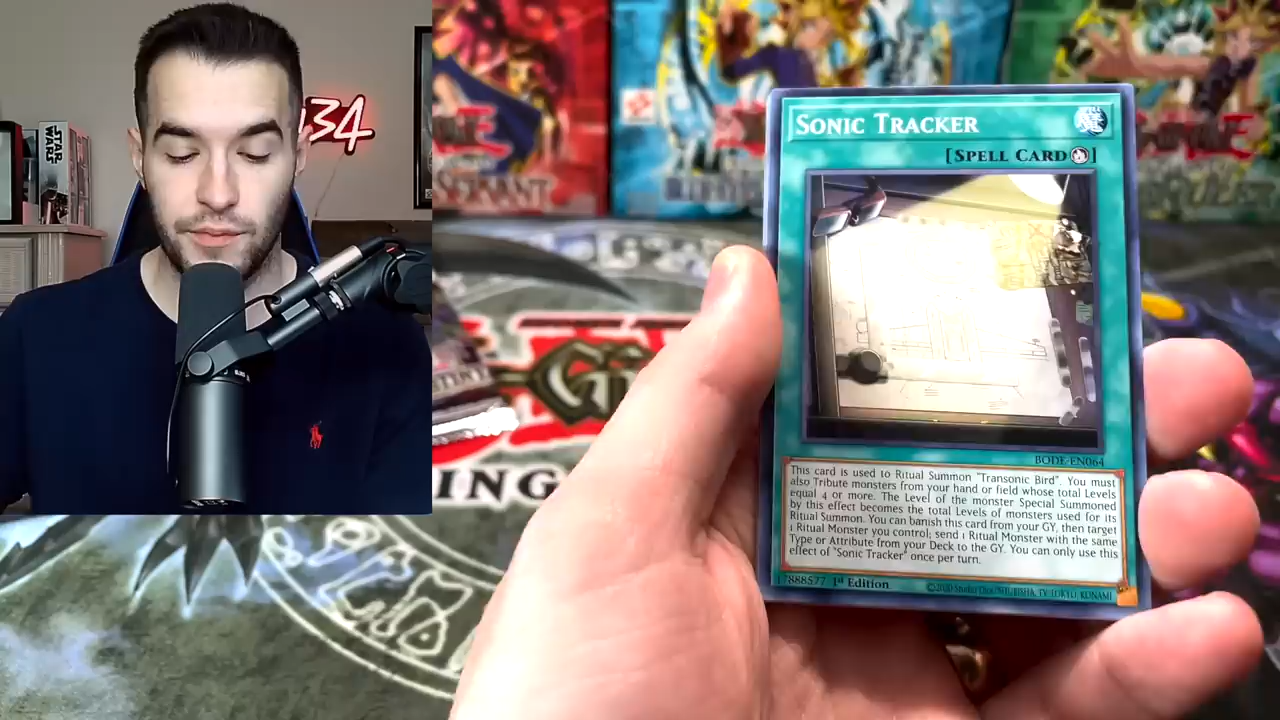 434
STAR
WARS
SONIC TRACKER
[SPELL CARD]
BODE-EN064
This card is used to Ritual Summon "Transonic Bird". You must
also Tribute monsters from your hand or field whose total Levels
equal 4 or more. The Level of the monster Special Summoned
by this effect becomes the total Levels of monsters used for its
Ritual Summon. You can banish this card from your GY, then target
1 Ritual Monster you control; send 1 Ritual Monster with the same
Type or Attribute from your Deck to the GY. You can only use this
effect of "Sonic Tracker" once per turn.
17888577 1st Edition